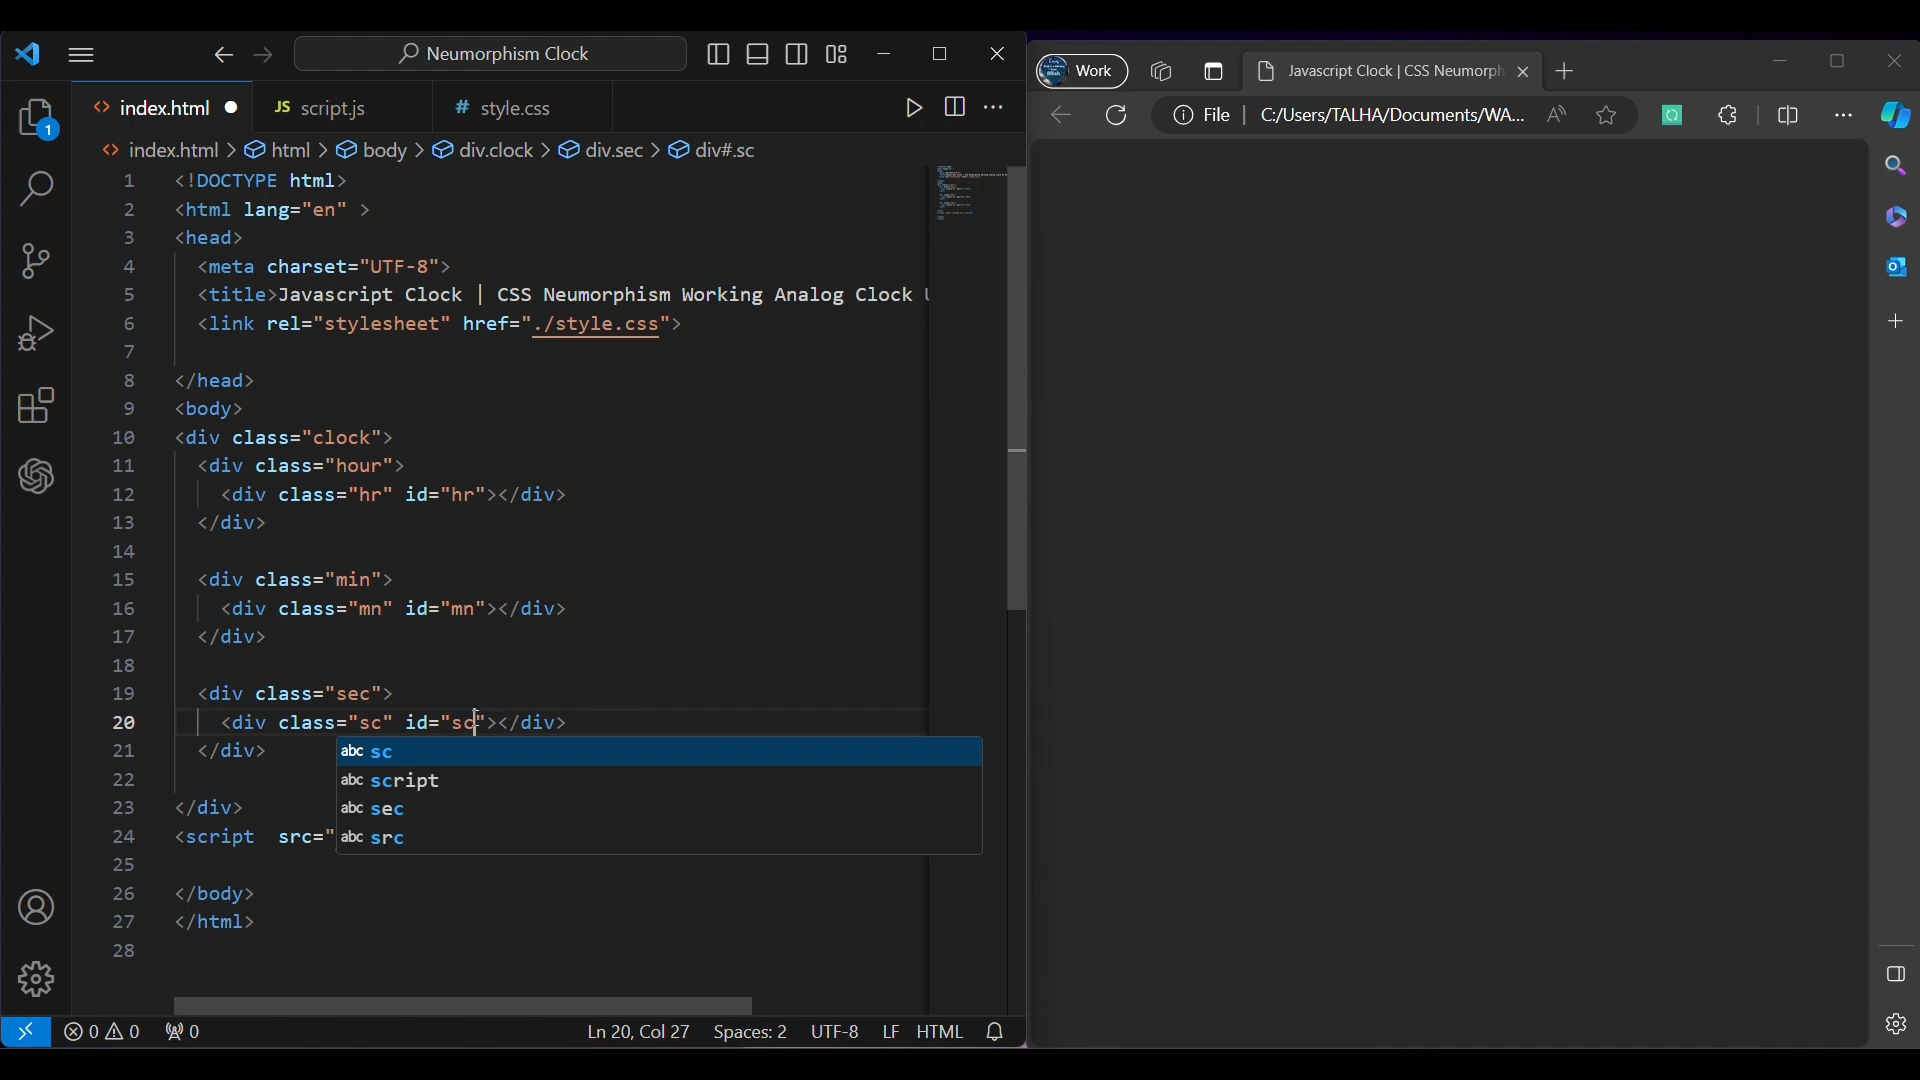 Neumorphism Clock
index.html
JS script.js
# style.css
1
index.html > html > body > div.clock > div.sec > div#.sc
1 <!DOCTYPE html>
2 <html lang="en" >
3 <head>
4 <meta charset="UTF-8">
5 <title>Javascript Clock | CSS Neumorphism Working Analog Clock
6 <link rel="stylesheet" href="./style.css">
7
8 </head>
9 <body>
10 <div class="clock">
11 <div class="hour">
12 <div class="hr" id="hr"></div>
13 </div>
14
15 <div class="min">
16 <div class="mn" id="mn"></div>
17 </div>
18
19 <div class="sec">
20 <div class="sc" id="sc"></div>
21 </div>
abc sc
22
abc script
23 </div>
abc sec
24 <script src="
abc src
25
26 </body>
27 </html>
28
0 0 0
Ln 20, Col 27 Spaces: 2 UTF-8 LF HTML
Work
Javascript Clock | CSS Neumorph
File C:/Users/TALHA/Documents/WA...